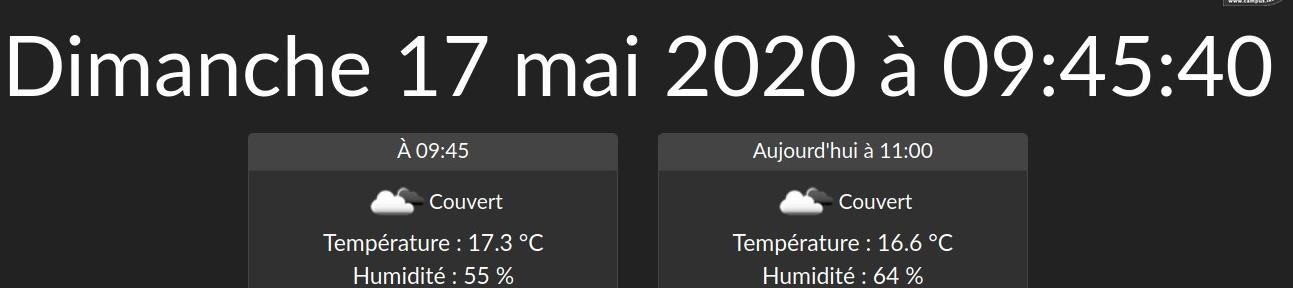 Dimanche 17 mai 2020 à 09:45:40
À 09:45
Couvert
Température : 17.3 °C
Humidité : 55 %
Aujourd'hui à 11:00
Couvert
Température : 16.6 °C
Humidité : 64 %